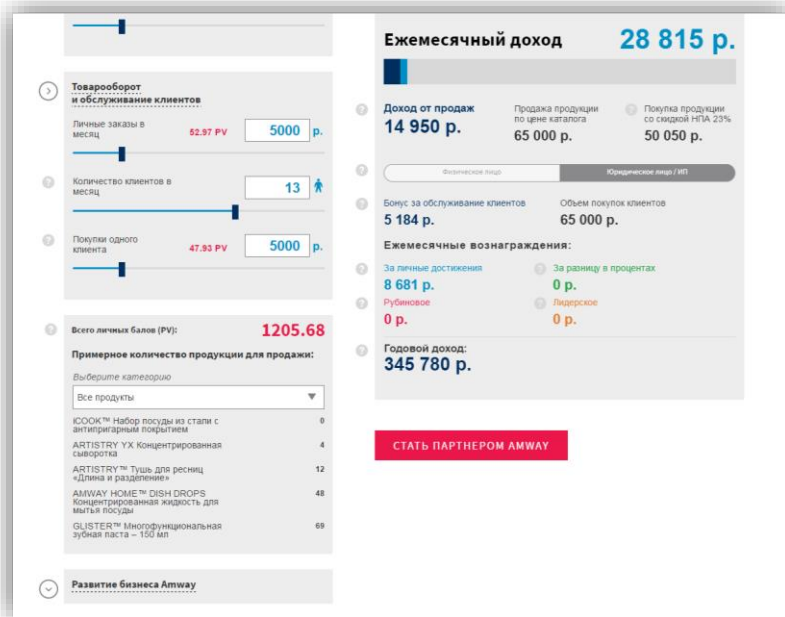 Товарооборот
и обслуживание клиентов
Личные заказы в
месяц
52.97 PV
5000 р.
Количество клиентов в
месяц
13
Покупки одного
клиента
47.93 PV
5000 р.
Всего личных балов (PV): 1205.68
Примерное количество продукции для продажи:
Выберите категорию
Все продукты
iCOOK™ Набор посуды из стали с
антипригарным покрытием
0
ARTISTRY YX Концентрированная
сыворотка
4
ARTISTRY™ Тушь для ресниц
«Длина и разделение»
12
AMWAY HOME™ DISH DROPS
Концентрированная жидкость для
мытья посуды
48
GLISTER™ Многофункциональная
зубная паста – 150 мл
69
Развитие бизнеса Amway
Ежемесячный доход 28 815 р.
Доход от продаж
14 950 р.
Продажа продукции
по цене каталога
65 000 р.
Покупка продукции
со скидкой НПА 23%
50 050 р.
Физическое лицо
Юридическое лицо / ИП
Бонус за обслуживание клиентов
5 184 р.
Объем покупок клиентов
65 000 р.
Ежемесячные вознаграждения:
За личные достижения
8 681 р.
За разницу в процентах
0 р.
Рубиновое
0 р.
Лидерское
0 р.
Годовой доход:
345 780 р.
СТАТЬ ПАРТНЕРОМ AMWAY